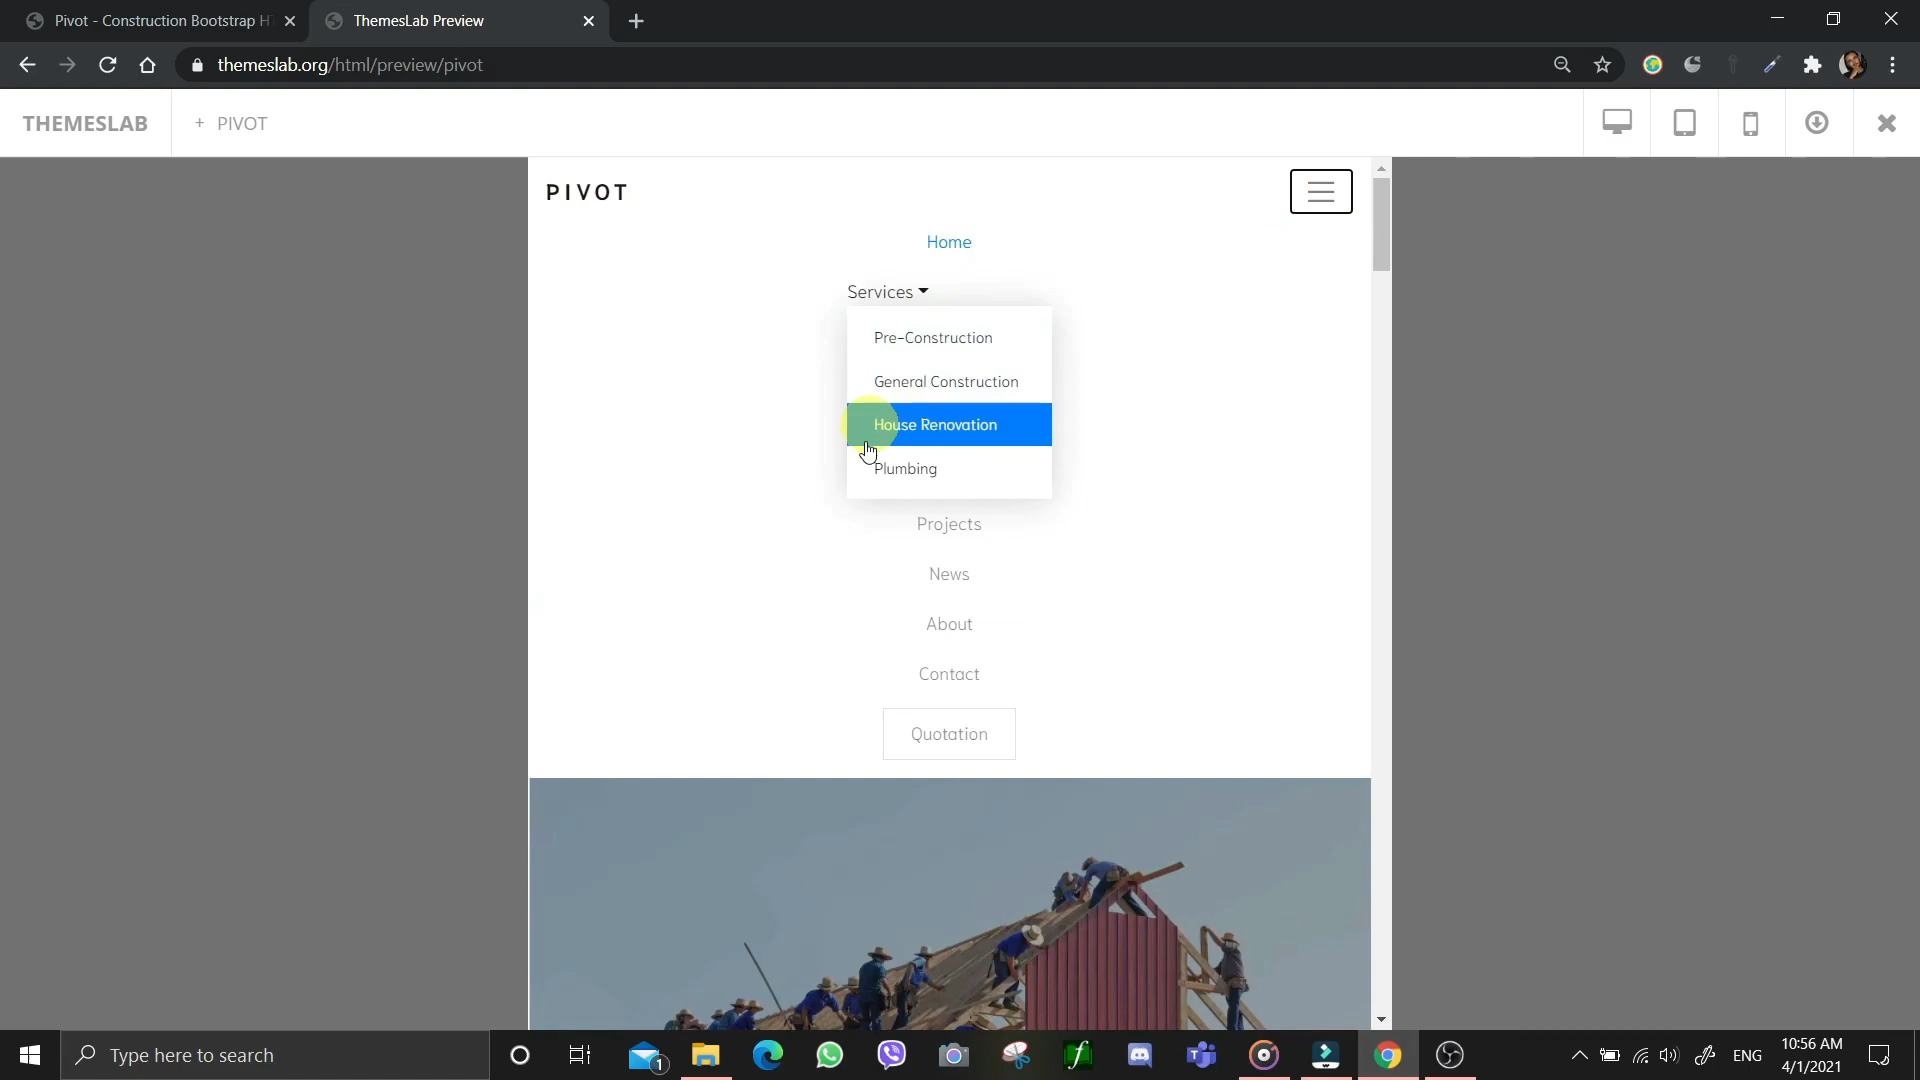 Pivot - Construction Bootstrap HT
ThemesLab Preview
themeslab.org/html/preview/pivot
THEMESLAB
+ PIVOT
PIVOT
Home
Services
Pre-Construction
General Construction
House Renovation
Plumbing
Projects
News
About
Contact
Quotation
Type here to search
1
ENG
10:56 AM
4/1/2021